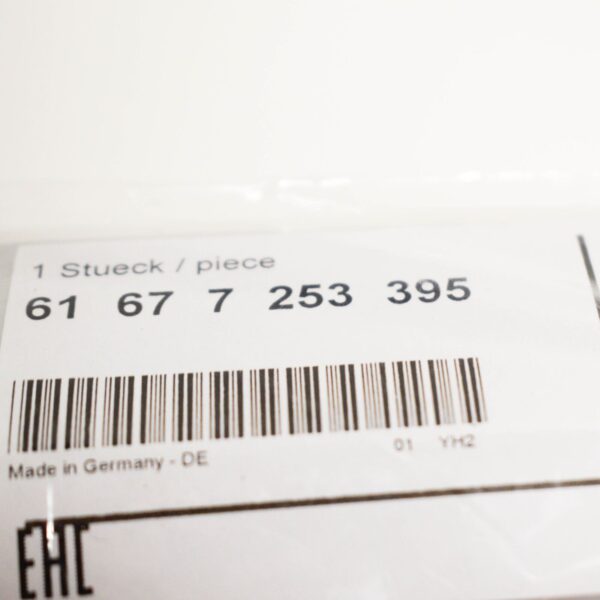 1 Stueck / piece
61 67 7 253 395
Made in Germany - DE 01 YH2
EAC